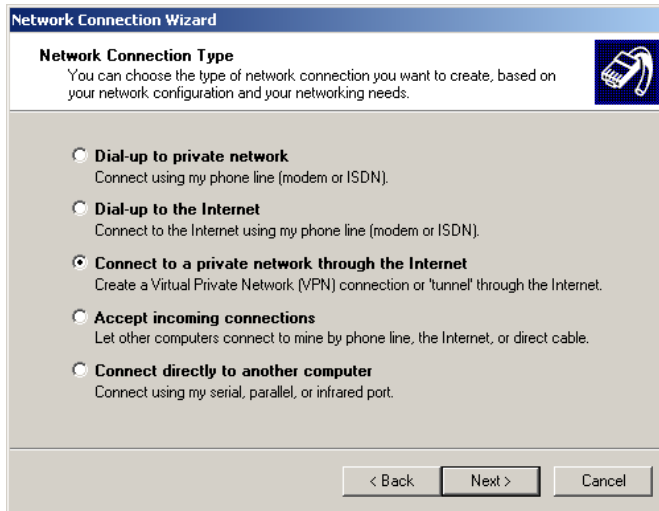 Network Connection Wizard
Network Connection Type
You can choose the type of network connection you want to create, based on
your network configuration and your networking needs.
Dial-up to private network
Connect using my phone line (modem or ISDN).
Dial-up to the Internet
Connect to the Internet using my phone line (modem or ISDN).
Connect to a private network through the Internet
Create a Virtual Private Network (VPN) connection or 'tunnel' through the Internet.
Accept incoming connections
Let other computers connect to mine by phone line, the Internet, or direct cable.
Connect directly to another computer
Connect using my serial, parallel, or infrared port.
< Back Next > Cancel